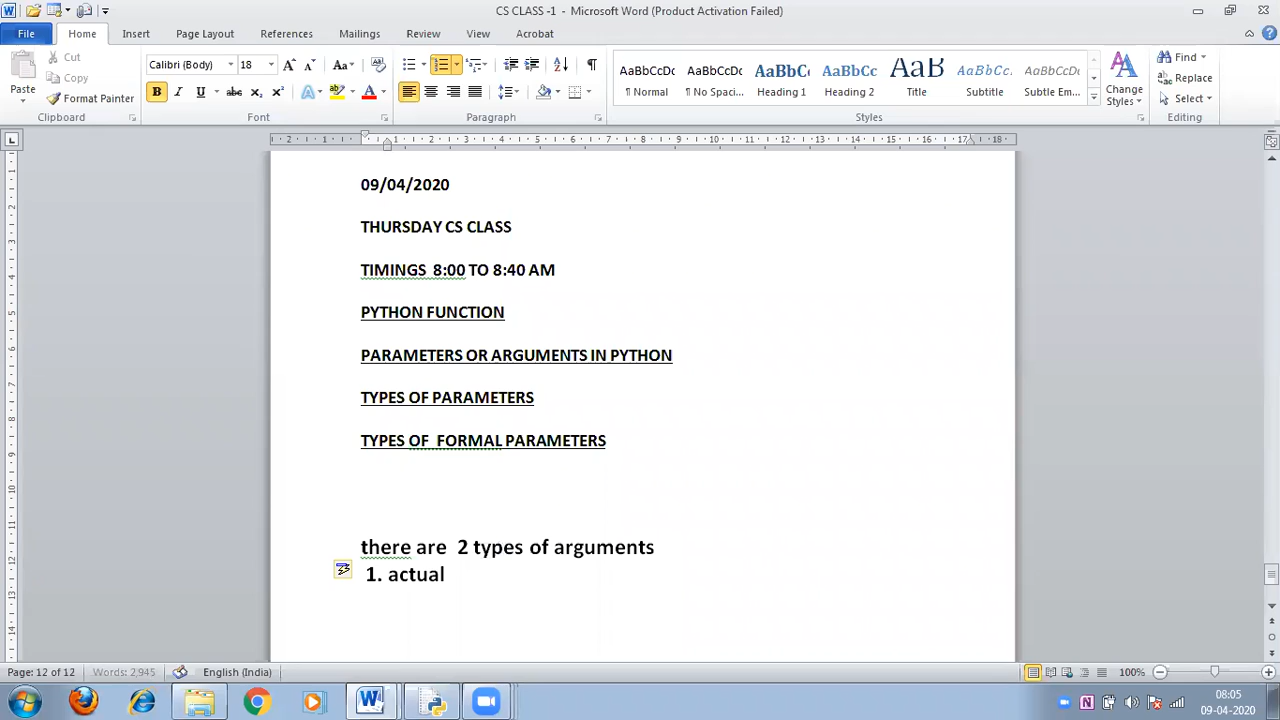 CS CLASS -1 - Microsoft Word (Product Activation Failed)
File Home Insert Page Layout References Mailings Review View Acrobat
Paste
Cut
Copy
Format Painter
Clipboard
Calibri (Body) 18
Font
Paragraph
AaBbCcDc AaBbCcDc AaBbC AaBbCc AaB AaBbCc. AaBbCcDc
¶ Normal ¶ No Spaci... Heading 1 Heading 2 Title Subtitle Subtle Em...
Change Styles
Styles
Find
Replace
Select
Editing
09/04/2020
THURSDAY CS CLASS
TIMINGS 8:00 TO 8:40 AM
PYTHON FUNCTION
PARAMETERS OR ARGUMENTS IN PYTHON
TYPES OF PARAMETERS
TYPES OF FORMAL PARAMETERS
there are 2 types of arguments
1. actual
Page: 12 of 12 Words: 2,945 English (India) 100%
08:05
09-04-2020